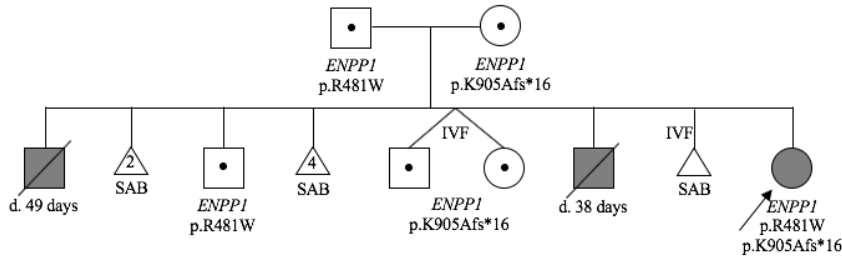 ENPP1
p.R481W
ENPP1
p.K905Afs*16
IVF
IVF
2
4
d. 49 days
SAB
ENPP1
p.R481W
SAB
ENPP1
p.K905Afs*16
d. 38 days
SAB
ENPP1
p.R481W
p.K905Afs*16